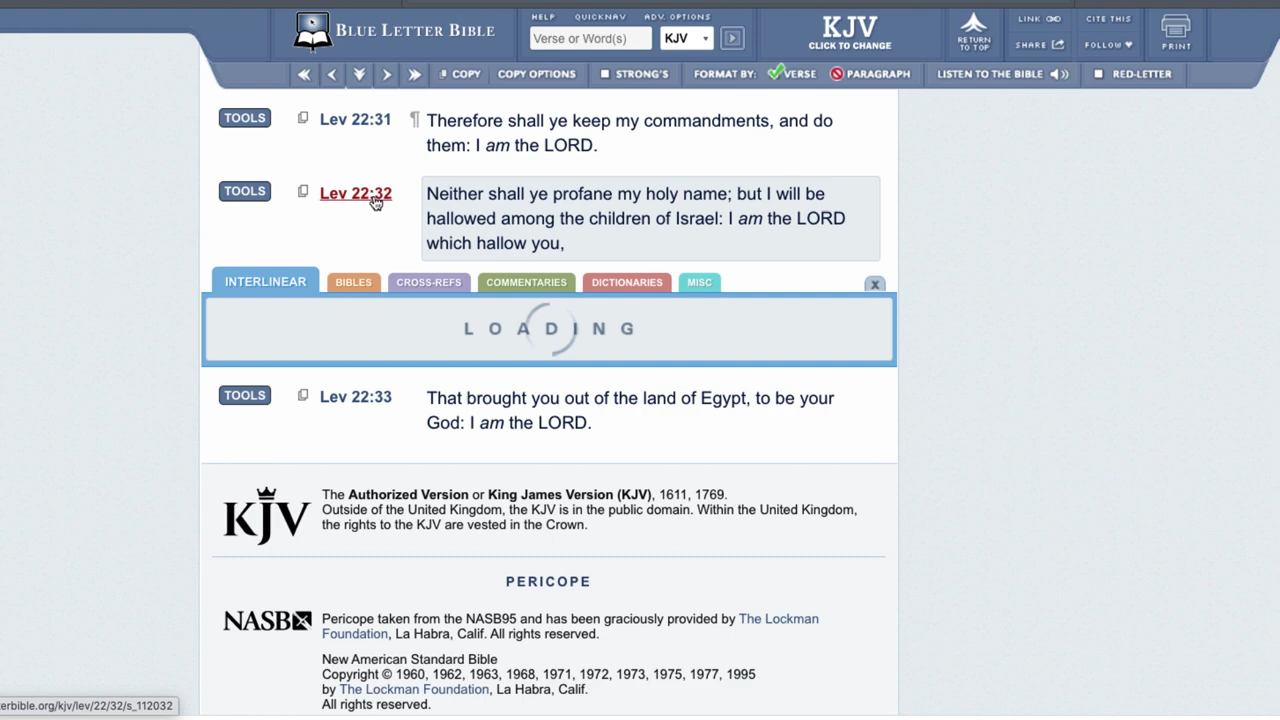 HELP QUICKNAV ADV. OPTIONS
BLUE LETTER BIBLE
Verse or Word(s)
KJV
KJV
CLICK TO CHANGE
RETURN
TO TOP
LINK
CITE THIS
SHARE
FOLLOW
PRINT
COPY
COPY OPTIONS
STRONG'S
FORMAT BY:
VERSE
PARAGRAPH
LISTEN TO THE BIBLE
RED-LETTER
TOOLS
Lev 22:31
¶ Therefore shall ye keep my commandments, and do
them: I am the LORD.
TOOLS
Lev 22:32
Neither shall ye profane my holy name; but I will be
hallowed among the children of Israel: I am the LORD
which hallow you,
INTERLINEAR
BIBLES
CROSS-REFS
COMMENTARIES
DICTIONARIES
MISC
X
LOADING
TOOLS
Lev 22:33
That brought you out of the land of Egypt, to be your
God: I am the LORD.
KJV
The Authorized Version or King James Version (KJV), 1611, 1769.
Outside of the United Kingdom, the KJV is in the public domain. Within the United Kingdom,
the rights to the KJV are vested in the Crown.
PERICOPE
NASB
Pericope taken from the NASB95 and has been graciously provided by The Lockman
Foundation, La Habra, Calif. All rights reserved.
New American Standard Bible
Copyright © 1960, 1962, 1963, 1968, 1971, 1972, 1973, 1975, 1977, 1995
by The Lockman Foundation, La Habra, Calif.
All rights reserved.
terbible.org/kjv/lev/22/32/s_112032